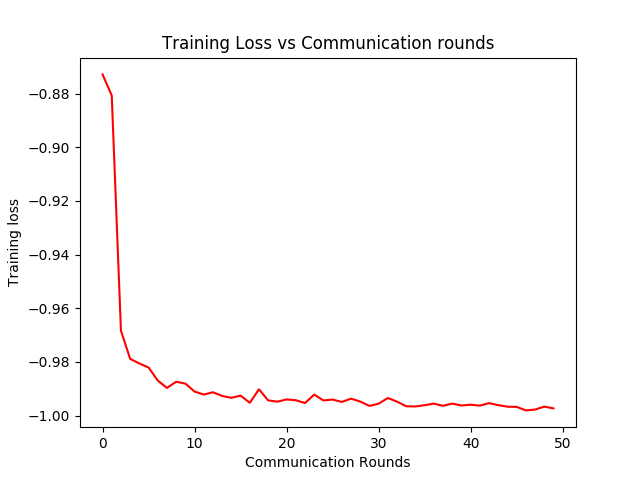 Training Loss vs Communication rounds
Training loss
−0.88
−0.90
−0.92
−0.94
−0.96
−0.98
−1.00
0 10 20 30 40 50
Communication Rounds